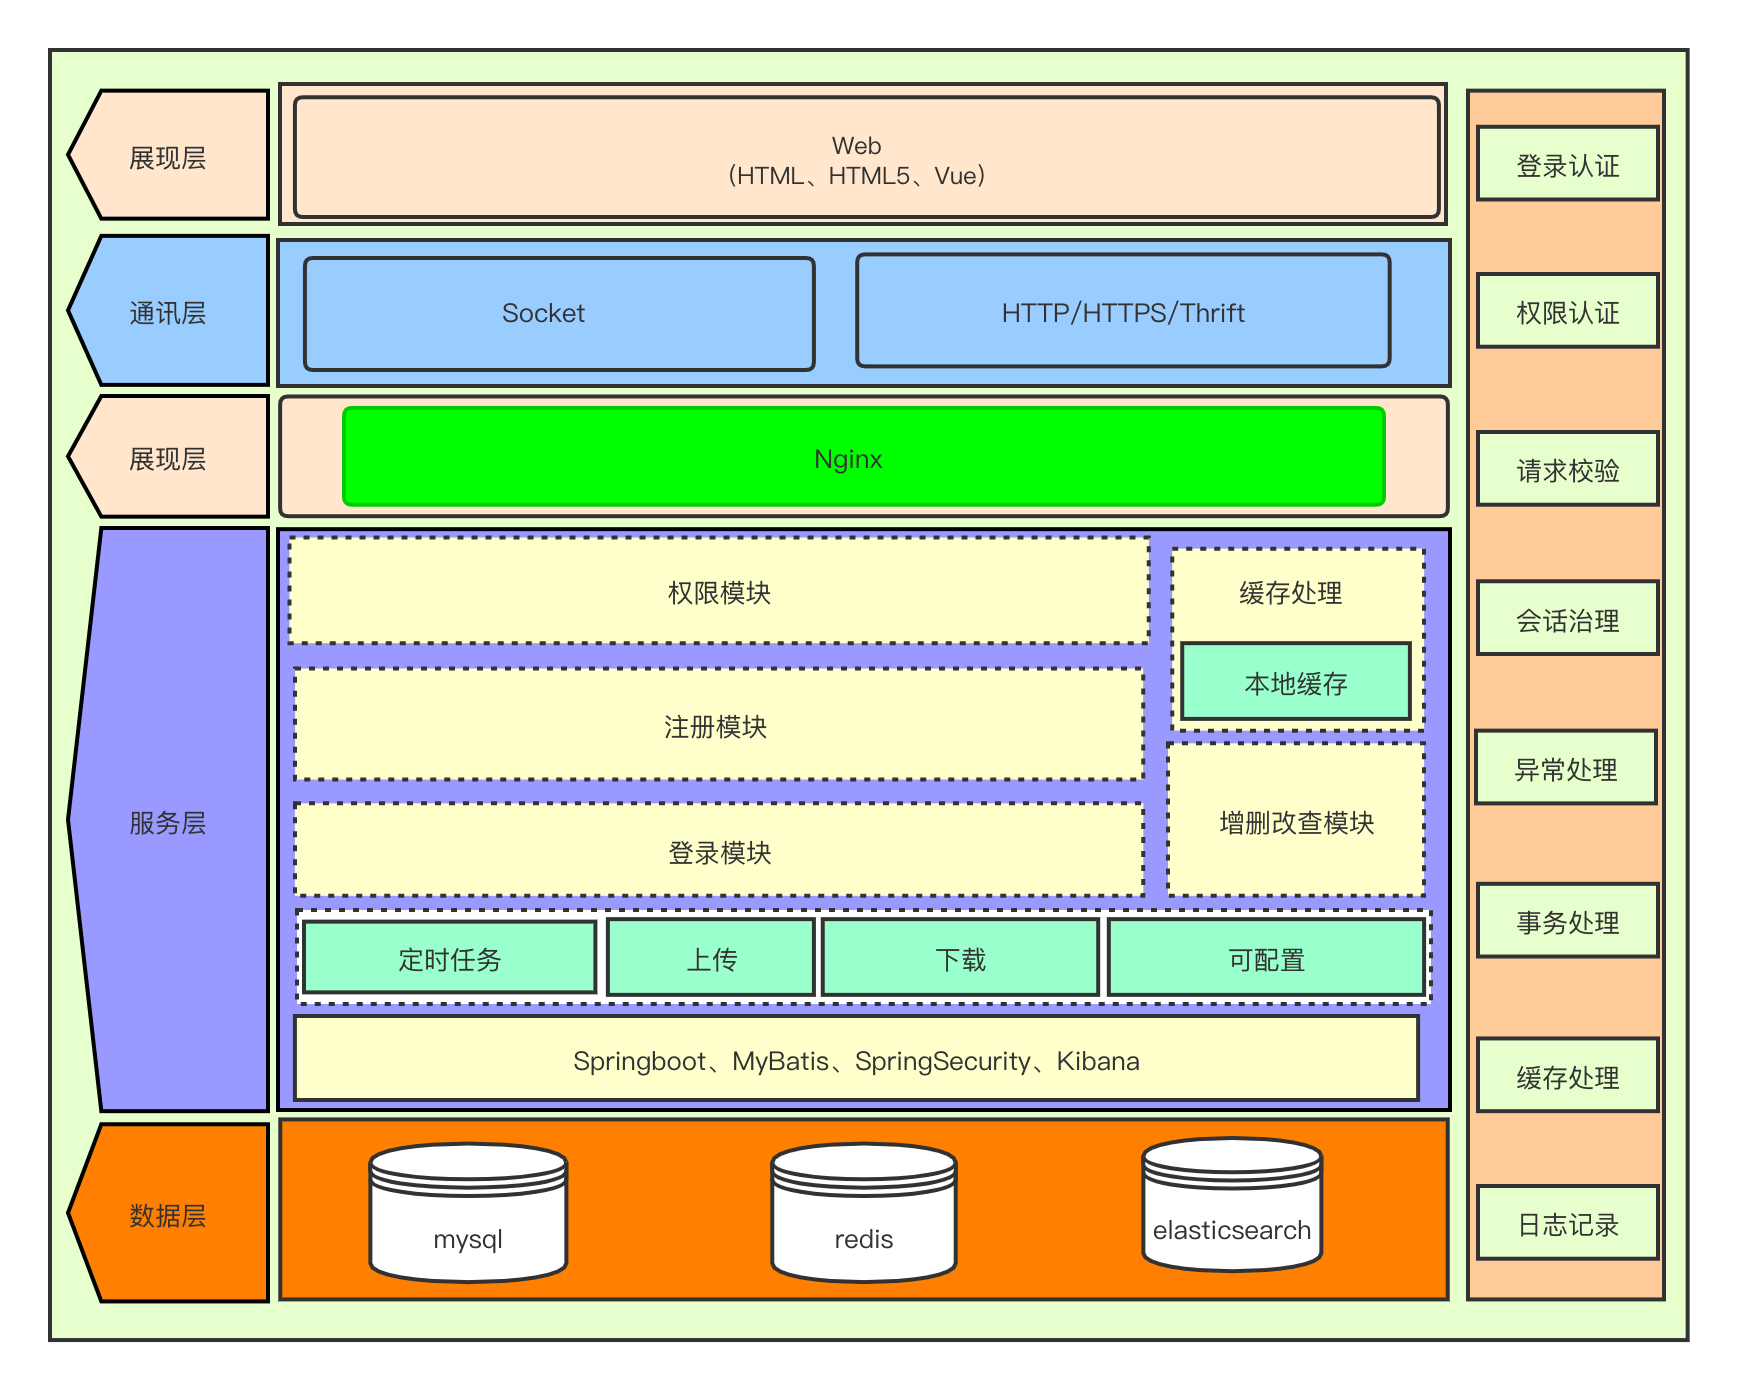 展现层
Web
(HTML、HTML5、Vue)
通讯层
Socket
HTTP/HTTPS/Thrift
展现层
Nginx
服务层
权限模块
缓存处理
本地缓存
注册模块
增删改查模块
登录模块
定时任务
上传
下载
可配置
Springboot、MyBatis、SpringSecurity、Kibana
数据层
mysql
redis
elasticsearch
登录认证
权限认证
请求校验
会话治理
异常处理
事务处理
缓存处理
日志记录